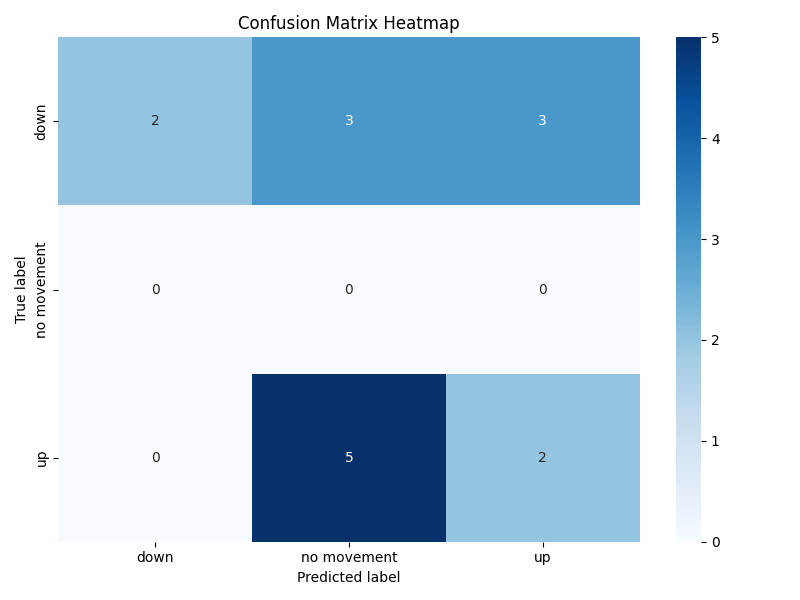 Confusion Matrix Heatmap
True label
down
2 3 3
no movement
0 0 0
up
0 5 2
down no movement up
Predicted label
5
4
3
2
1
0